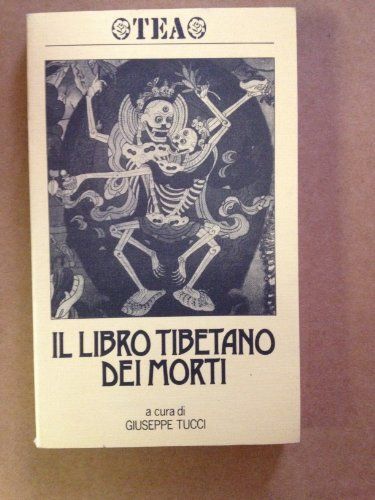 TEA
IL LIBRO TIBETANO
DEI MORTI
a cura di
GIUSEPPE TUCCI